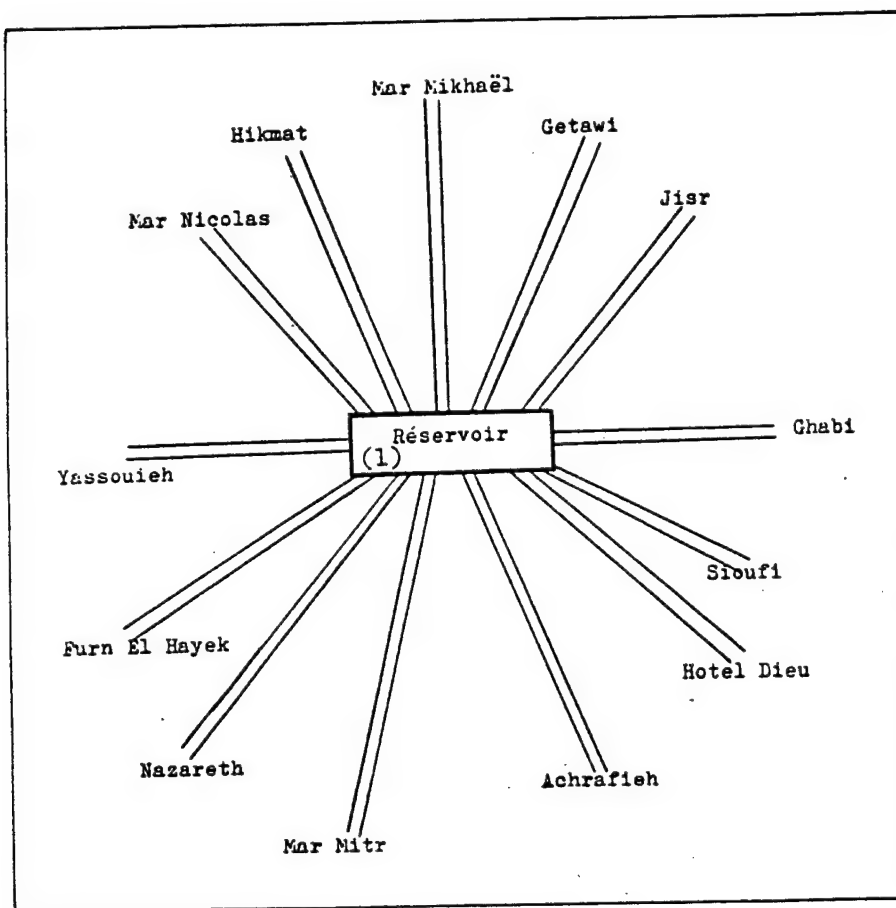 Mar Mikhaël
Getawi
Hikmat
Jisr
Mar Nicolas
Réservoir
(1)
Ghabi
Yassouieh
Sioufi
Furn El Hayek
Hotel Dieu
Nazareth
Achrafieh
Mar Mitr